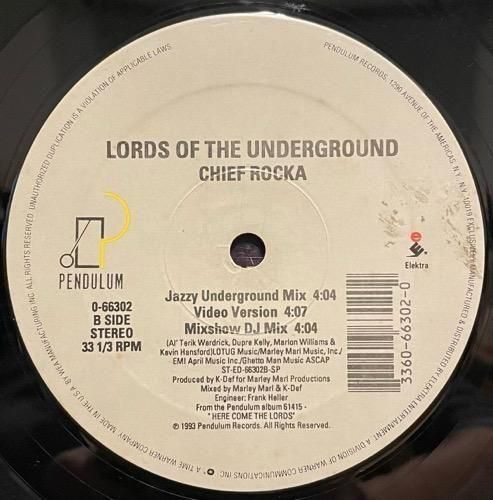 LORDS OF THE UNDERGROUND
CHIEF ROCKA
PENDULUM
e
Elektra
0-66302
B SIDE
STEREO
33 1/3 RPM
Jazzy Underground Mix 4:04
Video Version 4:07
Mixshow DJ Mix 4:04
(Al' Terik Wardrick, Dupre Kelly, Marlon Williams &
Kevin Hansford)LOTUG Music/Marley Marl Music, Inc./
EMI April Music Inc./Ghetto Man Music ASCAP
ST-ED-66302B-SP
Produced by K-Def for Marley Marl Productions
Mixed by Marley Marl & K-Def
Engineer: Frank Heller
From the Pendulum album 61415 -
"HERE COME THE LORDS"
℗ 1993 Pendulum Records. All Rights Reserved.
3360-66302-0
PENDULUM RECORDS, 1290 AVENUE OF THE AMERICAS, N.Y., N.Y. 10019 EXCLUSIVELY MANUFACTURED & DISTRIBUTED BY ELEKTRA ENTERTAINMENT, A DIVISION OF WARNER COMMUNICATIONS INC.
A TIME WARNER COMPANY. MADE IN THE U.S.A. BY WEA MANUFACTURING INC. ALL RIGHTS RESERVED. UNAUTHORIZED DUPLICATION IS A VIOLATION OF APPLICABLE LAWS